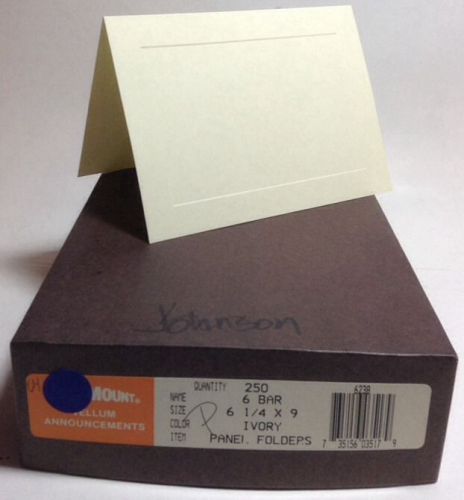 Johnson
MOUNT®
VELLUM
ANNOUNCEMENTS
QUANTITY 250
NAME 6 BAR
SIZE P 6 1/4 X 9
COLOR IVORY
ITEM PANEL FOLDERS
6238
7 35156 03517 9